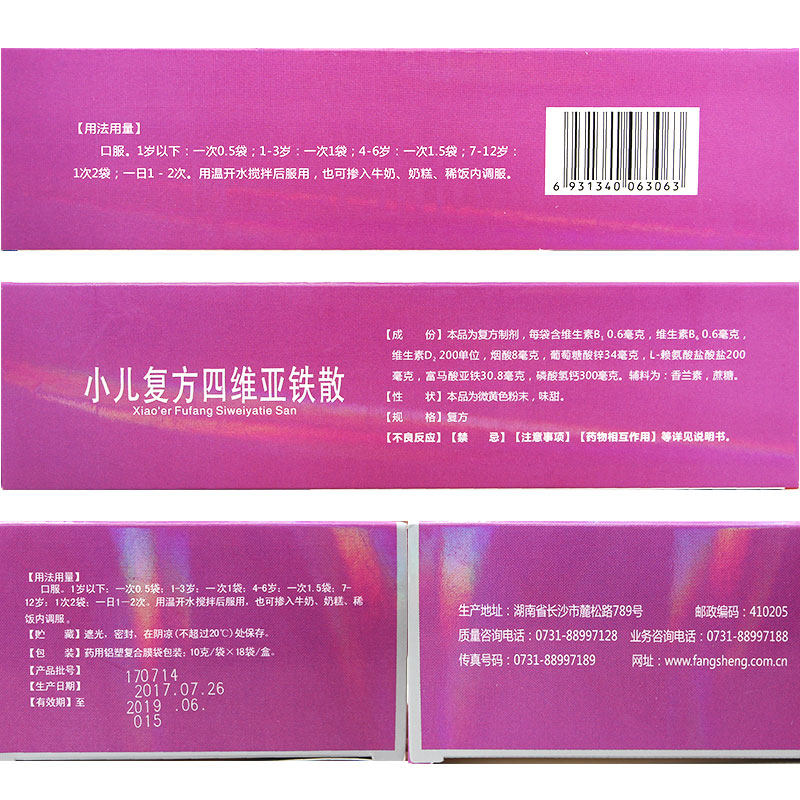 【用法用量】
口服。1岁以下：一次0.5袋；1-3岁：一次1袋；4-6岁：一次1.5袋；7-12岁：
1次2袋；一日1-2次。用温开水搅拌后服用，也可掺入牛奶、奶糕、稀饭内调服。
6 931340 063063
小儿复方四维亚铁散
Xiao'er Fufang Siweiyatie San
【成 份】本品为复方制剂，每袋含维生素B₁ 0.6毫克，维生素B₂ 0.6毫克，
维生素D₂ 200单位，烟酸8毫克，葡萄糖酸锌34毫克，L-赖氨酸盐酸盐200
毫克，富马酸亚铁30.8毫克，磷酸氢钙300毫克。辅料为：香兰素，蔗糖。
【性 状】本品为微黄色粉末，味甜。
【规 格】复方
【不良反应】【禁 忌】【注意事项】【药物相互作用】等详见说明书。
【用法用量】
口服。1岁以下：一次0.5袋；1-3岁：一次1袋；4-6岁：一次1.5袋；7-
12岁：1次2袋；一日1－2次。用温开水搅拌后服用，也可掺入牛奶、奶糕、稀
饭内调服。
【贮 藏】遮光，密封，在阴凉（不超过20℃）处保存。
【包 装】药用铝塑复合膜袋包装：10克/袋×18袋/盒。
【产品批号】 170714
【生产日期】 2017.07.26
【有效期】至 2019 .06.
015
生产地址：湖南省长沙市麓松路789号 邮政编码：410205
质量咨询电话：0731-88997128 业务咨询电话：0731-88997188
传真号码：0731-88997189 网址：www.fangsheng.com.cn